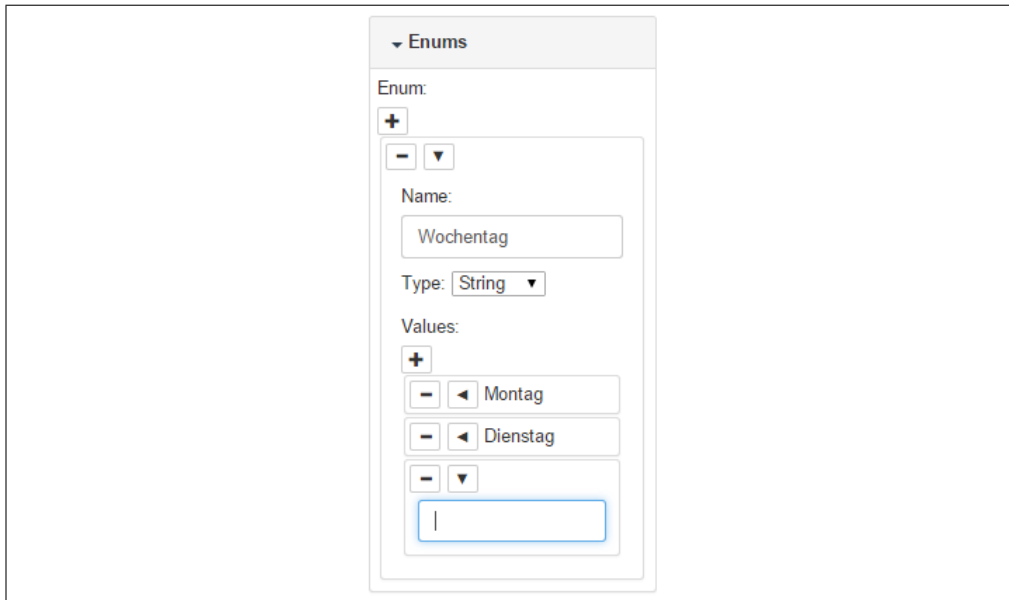 Enums
Enum:
Name:
Wochentag
Type: String
Values:
Montag
Dienstag